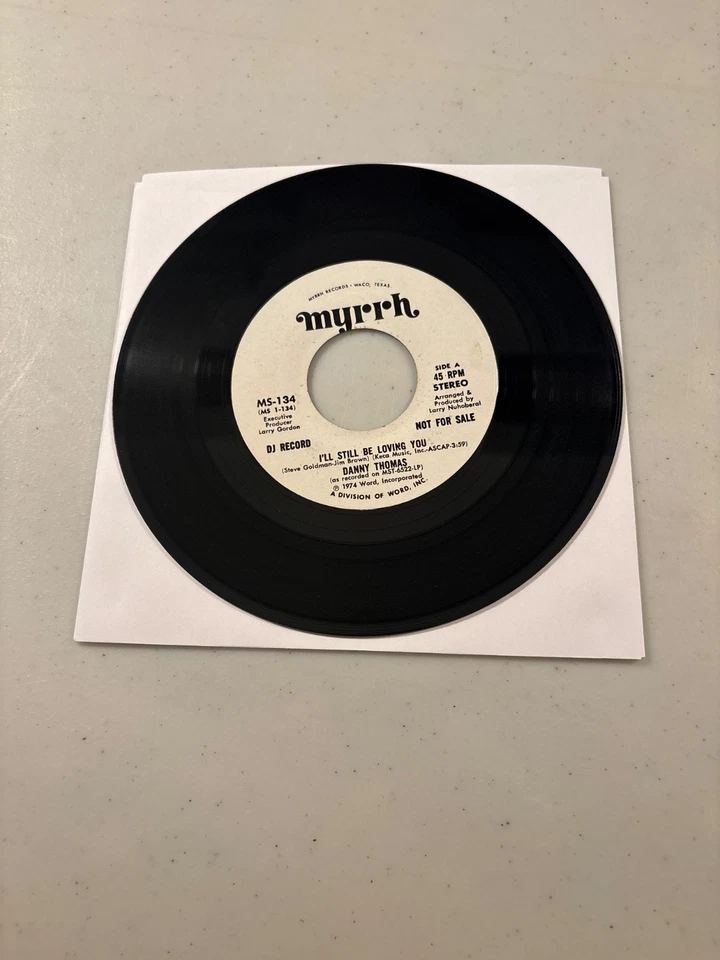 MYRRH RECORDS • WACO, TEXAS
myrrh
MS-134
(MS 1-134)
Executive
Producer
Larry Gordon
SIDE A
45 RPM
STEREO
Arranged &
Produced by
Larry Nuhoberal
DJ RECORD
NOT FOR SALE
I'LL STILL BE LOVING YOU
(Steve Goldman-Jim Brown) (Keca Music, Inc.-ASCAP-3:59)
DANNY THOMAS
(as recorded on MST-6522-LP)
℗ 1974 Word, Incorporated
A DIVISION OF WORD, INC.